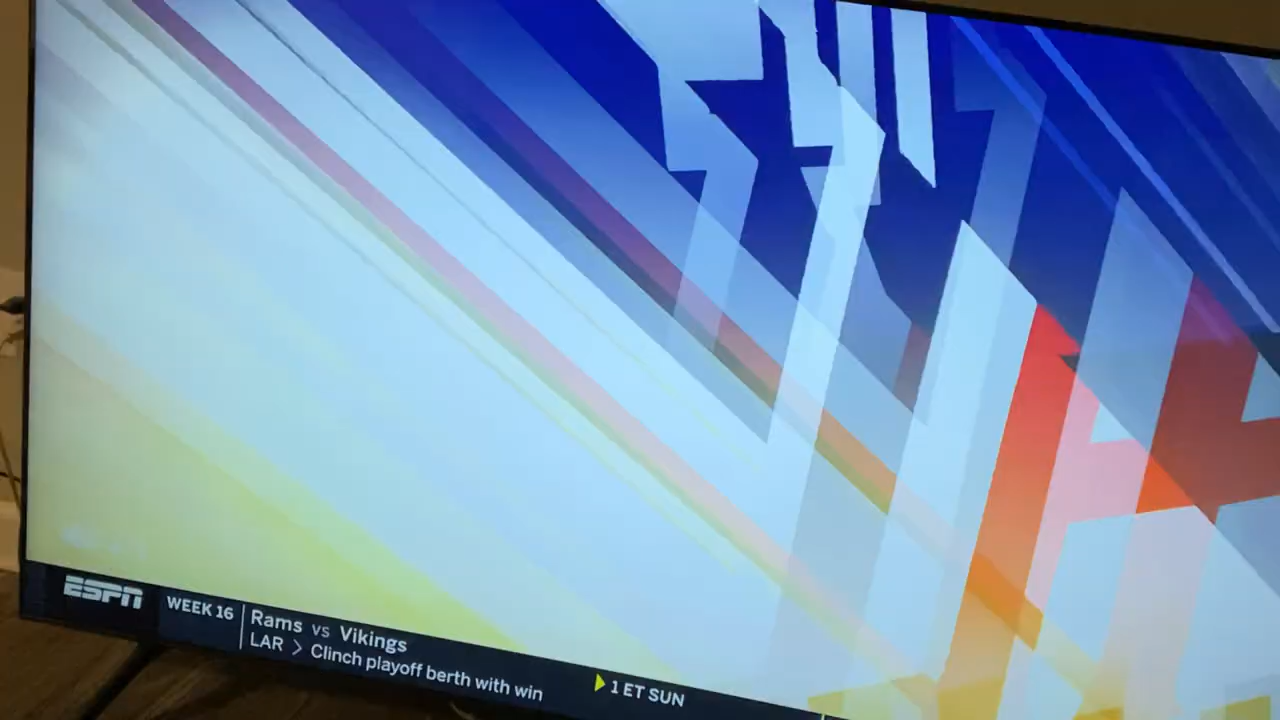 ESPN
WEEK 16
Rams vs Vikings
LAR > Clinch playoff berth with win
1 ET SUN